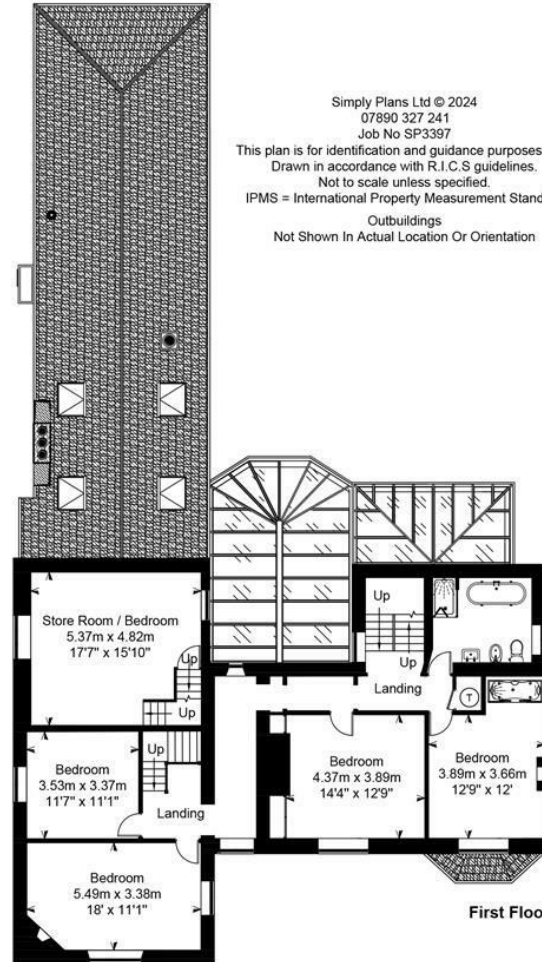 Simply Plans Ltd © 2024
07890 327 241
Job No SP3397
This plan is for identification and guidance purposes
Drawn in accordance with R.I.C.S guidelines.
Not to scale unless specified.
IPMS = International Property Measurement Stand
Outbuildings
Not Shown In Actual Location Or Orientation
Store Room / Bedroom
5.37m x 4.82m
17'7" x 15'10"
Up
Up
Up
Up
Landing
T
Bedroom
3.53m x 3.37m
11'7" x 11'1"
Up
Landing
Bedroom
4.37m x 3.89m
14'4" x 12'9"
Bedroom
3.89m x 3.66m
12'9" x 12'
Bedroom
5.49m x 3.38m
18' x 11'1"
First Floo